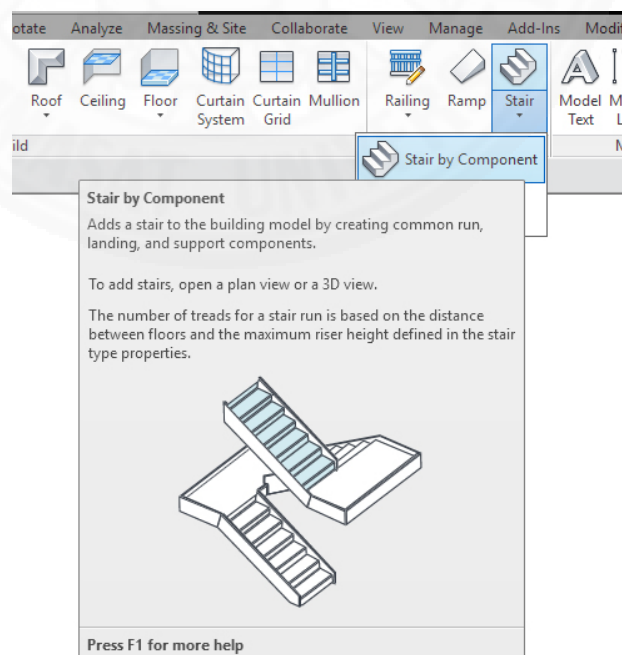 otate Analyze Massing & Site Collaborate View Manage Add-Ins Modif
Roof Ceiling Floor Curtain System Curtain Grid Mullion Railing Ramp Stair Model Text
ild
Stair by Component
Stair by Component
Adds a stair to the building model by creating common run,
landing, and support components.
To add stairs, open a plan view or a 3D view.
The number of treads for a stair run is based on the distance
between floors and the maximum riser height defined in the stair
type properties.
Press F1 for more help